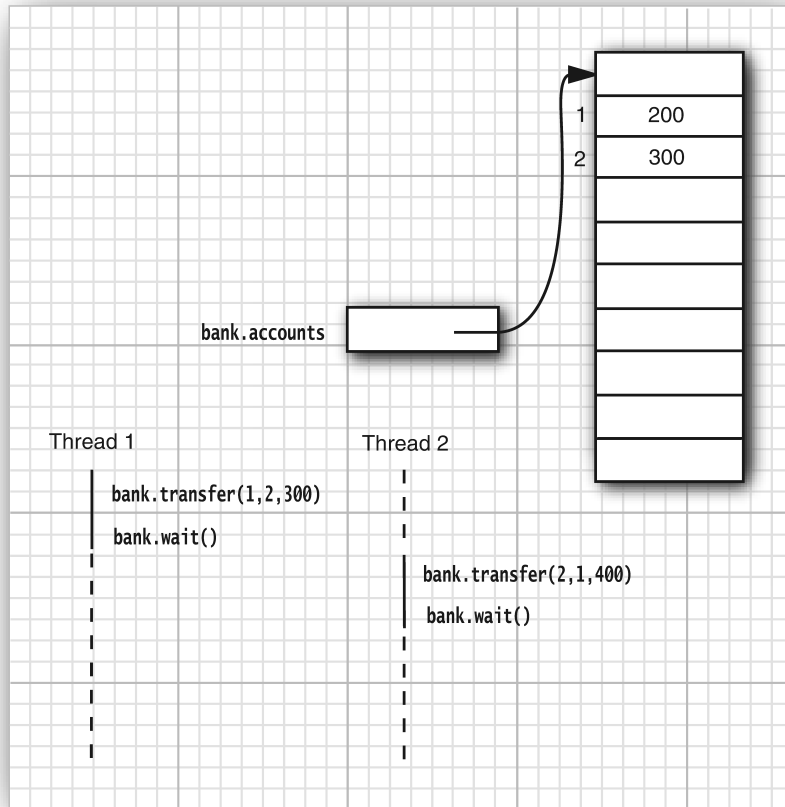 1 200
2 300
bank.accounts
Thread 1 Thread 2
bank.transfer(1,2,300)
bank.wait()
bank.transfer(2,1,400)
bank.wait()